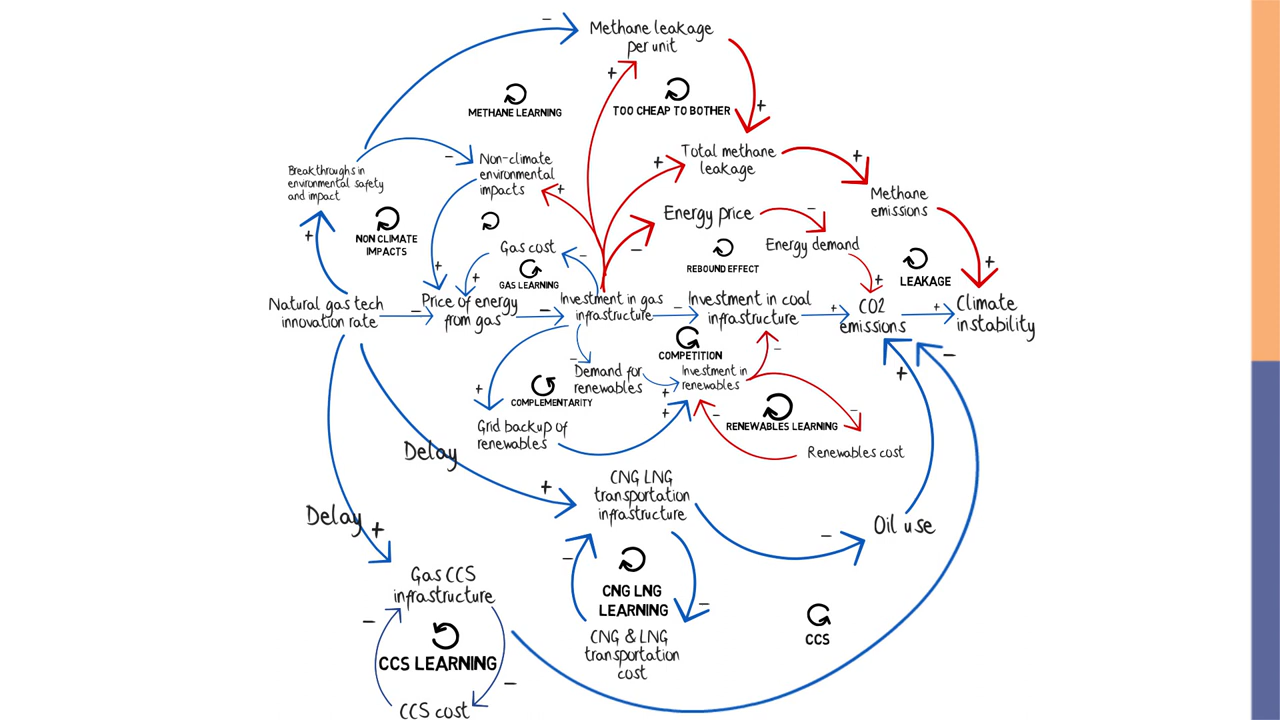 Methane leakage
per unit
METHANE LEARNING
TOO CHEAP TO BOTHER
Breakthroughs in
environmental safety
and impact
Non-climate
environmental
impacts
Total methane
leakage
Methane
emissions
NON CLIMATE
IMPACTS
Energy price
Gas cost
Energy demand
GAS LEARNING
REBOUND EFFECT
LEAKAGE
Natural gas tech
innovation rate
Price of energy
from gas
Investment in gas
infrastructure
Investment in coal
infrastructure
CO2
emissions
Climate
instability
COMPETITION
Demand for
renewables
Investment in
renewables
COMPLEMENTARITY
Grid backup of
renewables
RENEWABLES LEARNING
Renewables cost
Delay
CNG LNG
transportation
infrastructure
Delay
Oil use
Gas CCS
infrastructure
CNG LNG
LEARNING
CNG & LNG
transportation
cost
CCS
CCS LEARNING
CCS cost